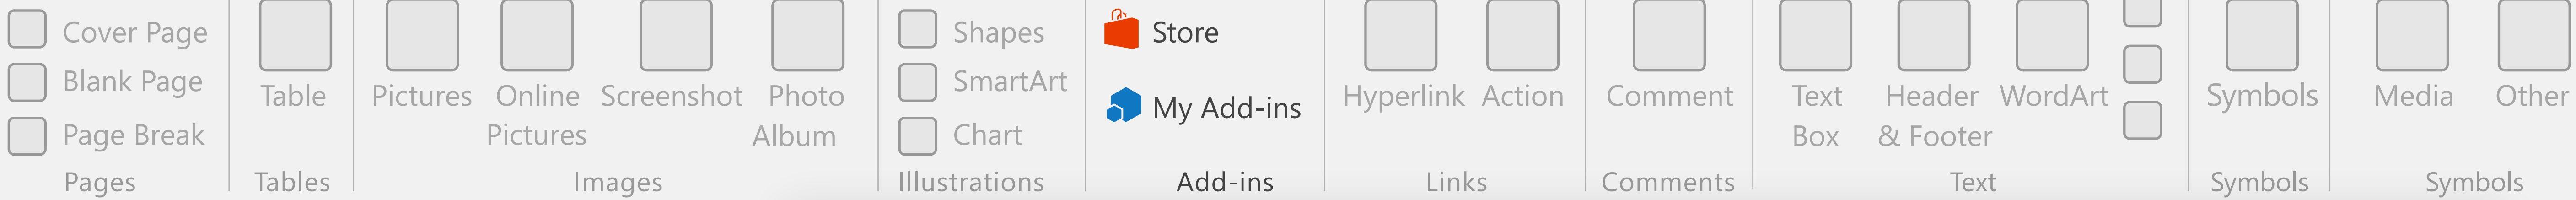 Cover Page
Blank Page
Page Break
Pages
Table
Tables
Pictures
Online
Pictures
Screenshot
Photo
Album
Images
Shapes
SmartArt
Chart
Illustrations
Store
My Add-ins
Add-ins
Hyperlink
Action
Links
Comment
Comments
Text
Box
Header
& Footer
WordArt
Text
Symbols
Symbols
Media
Other
Symbols